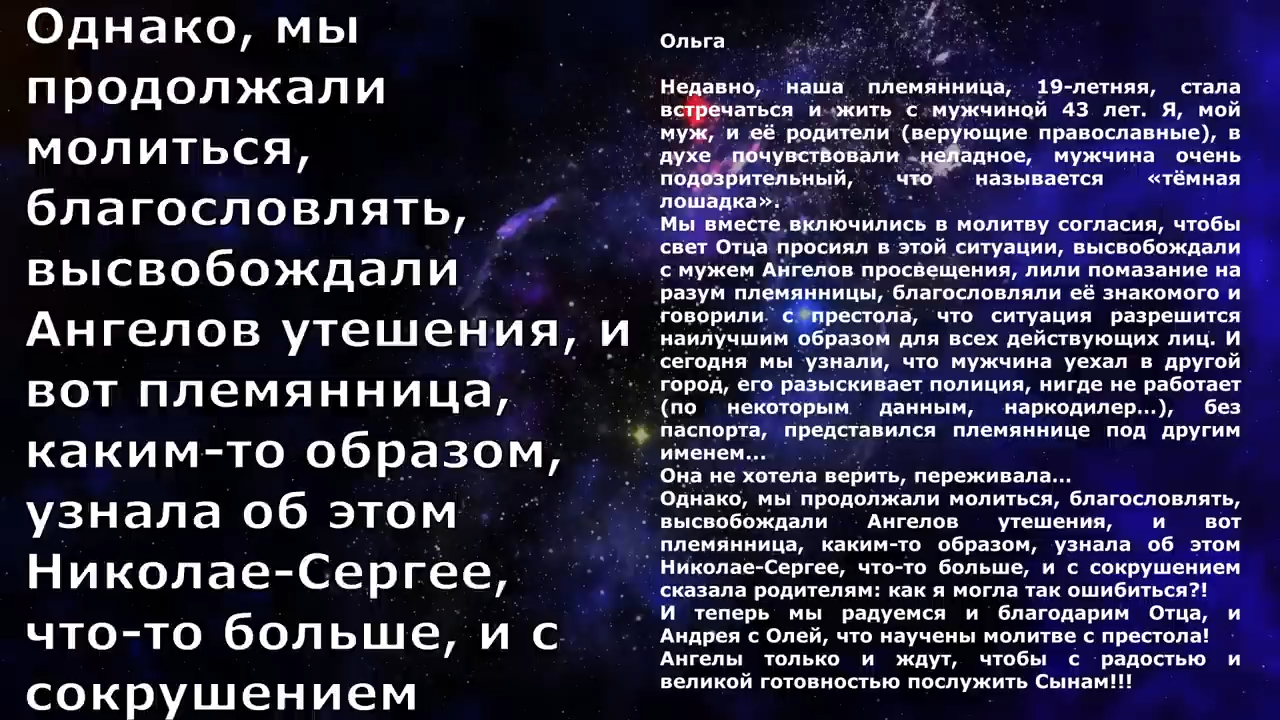 Однако, мы
продолжали
молиться,
благословлять,
высвобождали
Ангелов утешения, и
вот племянница,
каким-то образом,
узнала об этом
Николае-Сергее,
что-то больше, и с
сокрушением
Ольга
Недавно, наша племянница, 19-летняя, стала
встречаться и жить с мужчиной 43 лет. Я, мой
муж, и её родители (верующие православные), в
духе почувствовали неладное, мужчина очень
подозрительный, что называется «тёмная
лошадка».
Мы вместе включились в молитву согласия, чтобы
свет Отца просиял в этой ситуации, высвобождали
с мужем Ангелов просвещения, лили помазание на
разум племянницы, благословляли её знакомого и
говорили с престола, что ситуация разрешится
наилучшим образом для всех действующих лиц. И
сегодня мы узнали, что мужчина уехал в другой
город, его разыскивает полиция, нигде не работает
(по некоторым данным, наркодилер...), без
паспорта, представился племяннице под другим
именем...
Она не хотела верить, переживала...
Однако, мы продолжали молиться, благословлять,
высвобождали Ангелов утешения, и вот
племянница, каким-то образом, узнала об этом
Николае-Сергее, что-то больше, и с сокрушением
сказала родителям: как я могла так ошибиться?!
И теперь мы радуемся и благодарим Отца, и
Андрея с Олей, что научены молитве с престола!
Ангелы только и ждут, чтобы с радостью и
великой готовностью послужить Сынам!!!